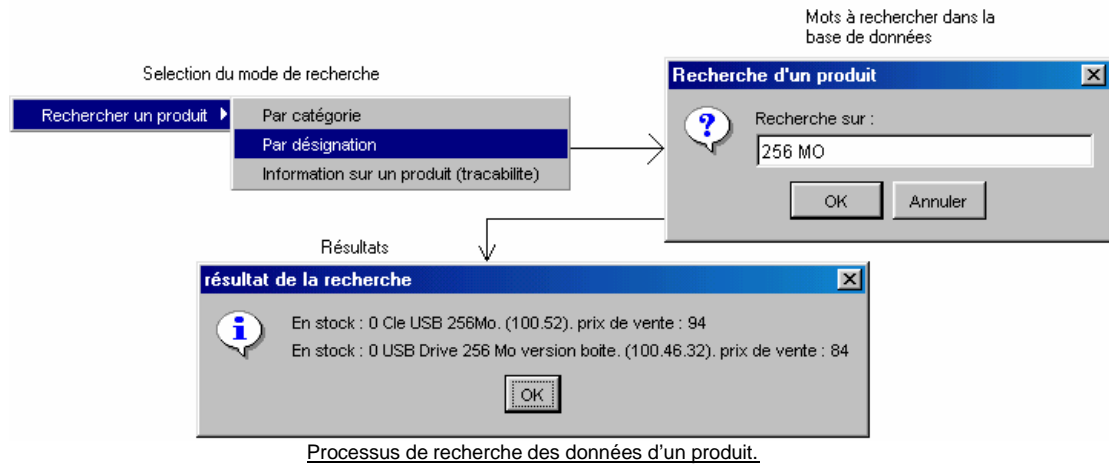 Selection du mode de recherche
Rechercher un produit
Par catégorie
Par désignation
Information sur un produit (tracabilite)
Mots à rechercher dans la
base de données
Recherche d'un produit
?
Recherche sur :
256 MO
OK Annuler
Résultats
résultat de la recherche
i
En stock : 0 Cle USB 256Mo. (100.52). prix de vente : 94
En stock : 0 USB Drive 256 Mo version boite. (100.46.32). prix de vente : 84
OK
Processus de recherche des données d'un produit.